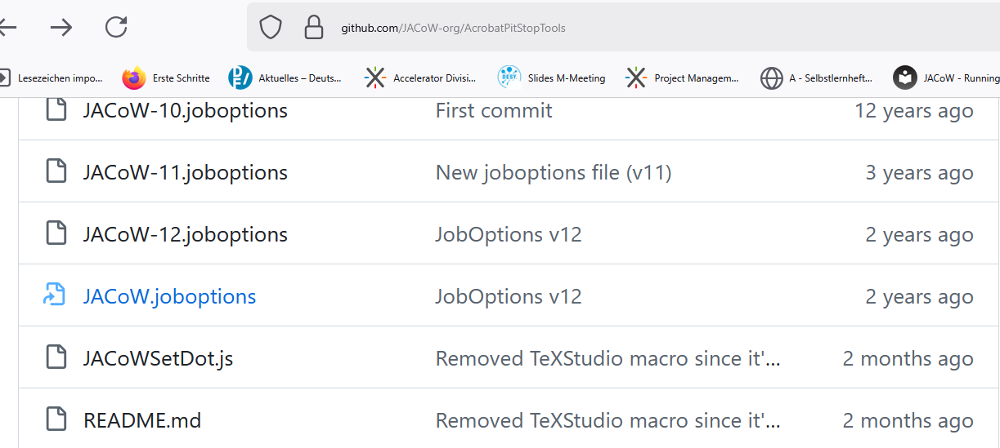 github.com/JACoW-org/AcrobatPitStopTools
Lesezeichen impo... Erste Schritte Aktuelles – Deuts... Accelerator Divisi... DESY Slides M-Meeting Project Managem... A - Selbstlernheft... JACoW - Running
JACoW-10.joboptions First commit 12 years ago
JACoW-11.joboptions New joboptions file (v11) 3 years ago
JACoW-12.joboptions JobOptions v12 2 years ago
JACoW.joboptions JobOptions v12 2 years ago
JACoWSetDot.js Removed TeXStudio macro since it'... 2 months ago
README.md Removed TeXStudio macro since it'... 2 months ago